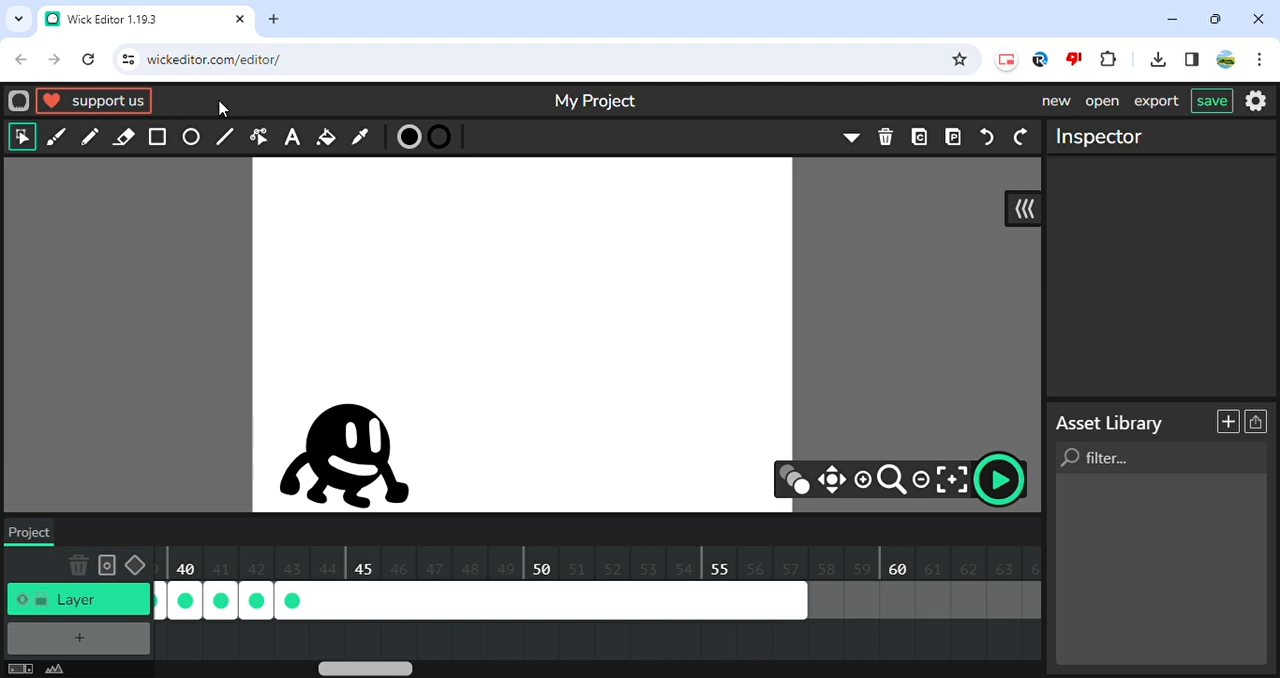 Wick Editor 1.19.3
wickeditor.com/editor/
support us
My Project
new open export save
A
C
P
Inspector
Asset Library
filter...
Project
40 41 42 43 44 45 46 47 48 49 50 51 52 53 54 55 56 57 58 59 60 61 62 63
Layer
+